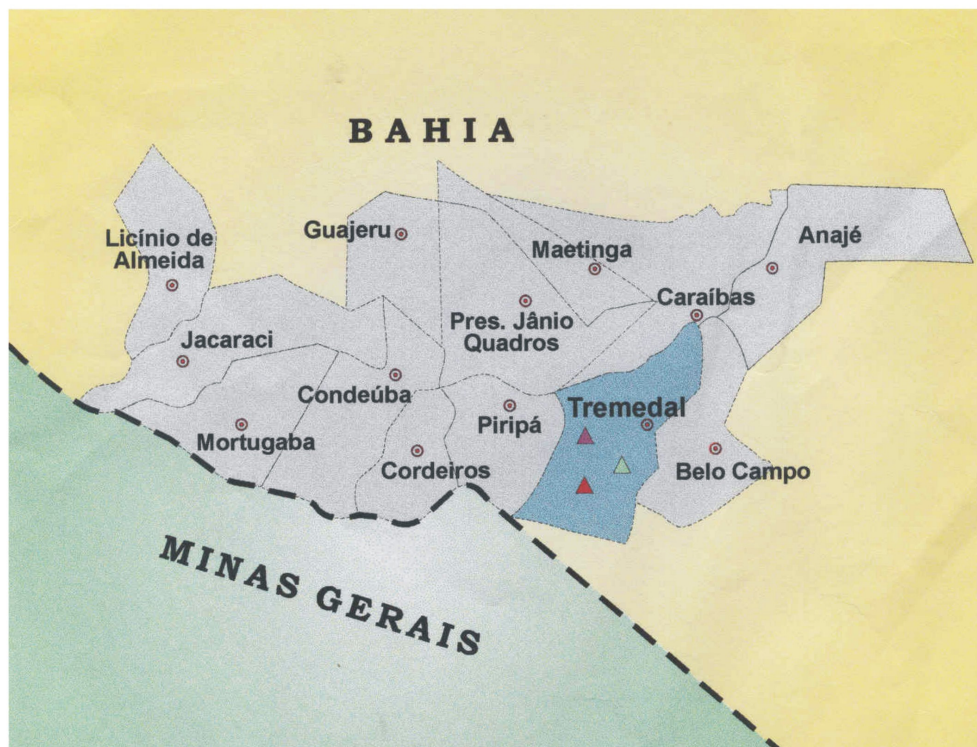 BAHIA
Guajeru
Anajé
Licínio de
Almeida
Maetinga
Caraíbas
Pres. Jânio
Quadros
Jacaraci
Condeúba
Tremedal
Piripá
Mortugaba
Cordeiros
Belo Campo
MINAS GERAIS